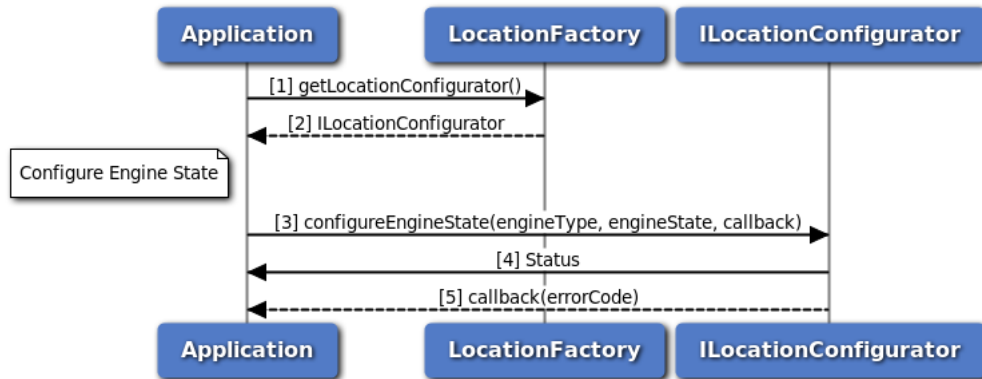 Application
LocationFactory
ILocationConfigurator
[1] getLocationConfigurator()
[2] ILocationConfigurator
Configure Engine State
[3] configureEngineState(engineType, engineState, callback)
[4] Status
[5] callback(errorCode)
Application
LocationFactory
ILocationConfigurator